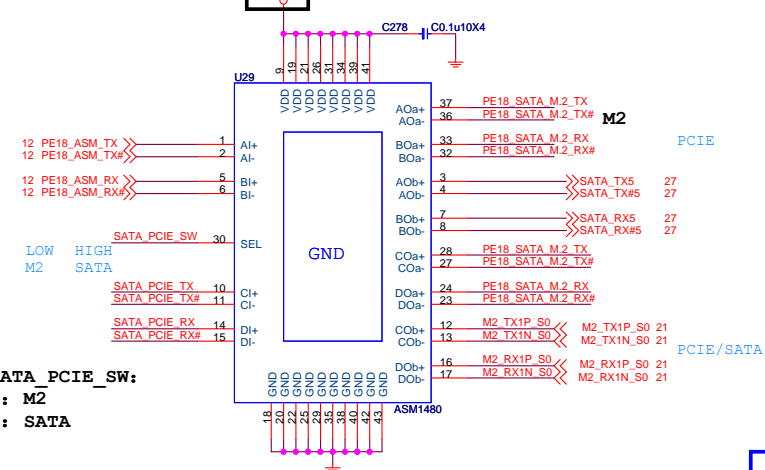 C278 C0.1u10X4
9 19 21 26 31 34 39 41
U29
VDD VDD VDD VDD VDD VDD VDD VDD
AOa+ 37 PE18_SATA_M.2_TX
AOa- 36 PE18_SATA_M.2_TX# M2
12 PE18_ASM_TX 1 AI+
12 PE18_ASM_TX# 2 AI-
BOa+ 33 PE18_SATA_M.2_RX PCIE
BOa- 32 PE18_SATA_M.2_RX#
12 PE18_ASM_RX 5 BI+
12 PE18_ASM_RX# 6 BI-
AOb+ 3 SATA_TX5 27
AOb- 4 SATA_TX#5 27
BOb+ 7 SATA_RX5 27
BOb- 8 SATA_RX#5 27
SATA_PCIE_SW 30 SEL
LOW HIGH
M2 SATA
GND
COa+ 28 PE18_SATA_M.2_TX
COa- 27 PE18_SATA_M.2_TX#
SATA_PCIE_TX 10 CI+
SATA_PCIE_TX# 11 CI-
DOa+ 24 PE18_SATA_M.2_RX
DOa- 23 PE18_SATA_M.2_RX#
SATA_PCIE_RX 14 DI+
SATA_PCIE_RX# 15 DI-
COb+ 12 M2_TX1P_S0 M2_TX1P_S0 21
COb- 13 M2_TX1N_S0 M2_TX1N_S0 21
PCIE/SATA
DOb+ 16 M2_RX1P_S0 M2_RX1P_S0 21
DOb- 17 M2_RX1N_S0 M2_RX1N_S0 21
ATA_PCIE_SW:
: M2
: SATA
GND GND GND GND GND GND GND GND GND GND
ASM1480
18 20 22 25 29 35 38 40 42 43